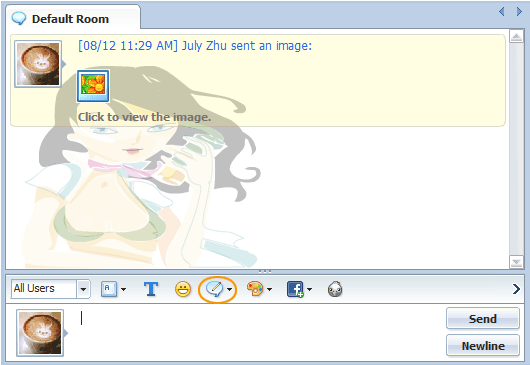 Default Room
[08/12 11:29 AM] July Zhu sent an image:
Click to view the image.
All Users
A
T
f
Send
Newline